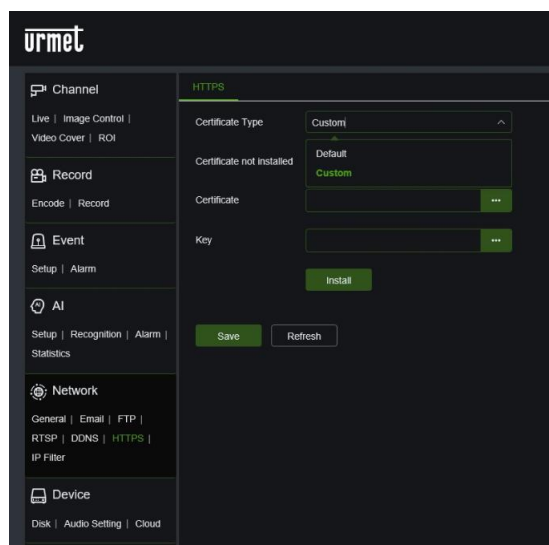 urmet
Channel
Live | Image Control |
Video Cover | ROI
Record
Encode | Record
Event
Setup | Alarm
AI
Setup | Recognition | Alarm |
Statistics
Network
General | Email | FTP |
RTSP | DDNS | HTTPS |
IP Filter
Device
Disk | Audio Setting | Cloud
HTTPS
Certificate Type
Custom
Default
Custom
Certificate not installed
Certificate
...
Key
...
Install
Save
Refresh